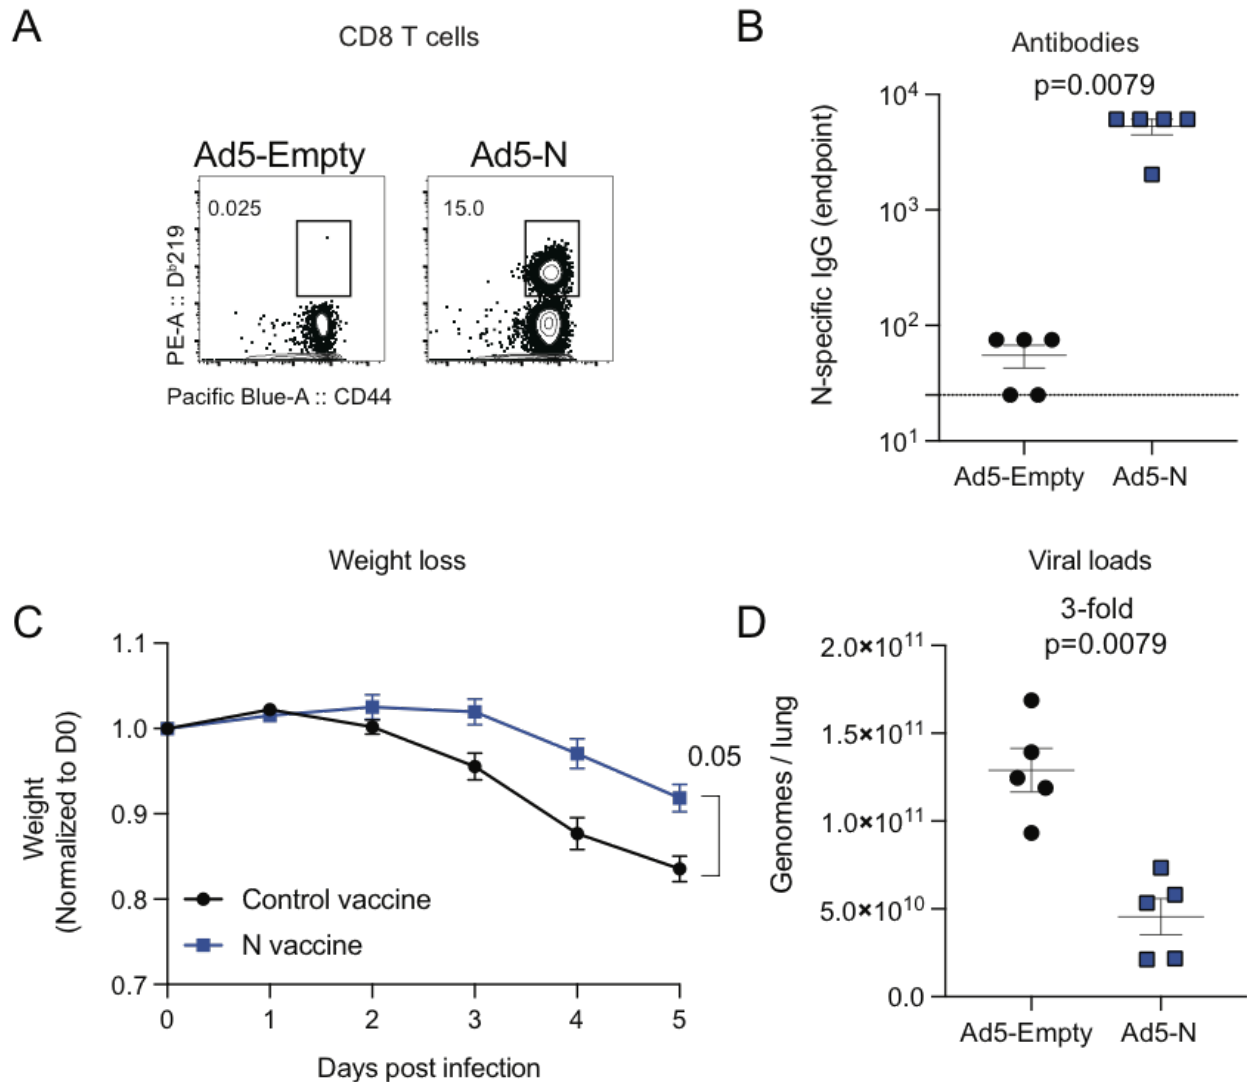 A
CD8 T cells
Ad5-Empty
Ad5-N
0.025
15.0
PE-A :: Dᵇ219
Pacific Blue-A :: CD44
B
Antibodies
p=0.0079
N-specific IgG (endpoint)
10⁴
10³
10²
10¹
Ad5-Empty
Ad5-N
C
Weight loss
Weight
(Normalized to D0)
1.1
1.0
0.9
0.8
0.7
0.05
Control vaccine
N vaccine
0 1 2 3 4 5
Days post infection
D
Viral loads
3-fold
p=0.0079
Genomes / lung
2.0×10¹¹
1.5×10¹¹
1.0×10¹¹
5.0×10¹⁰
0.0
Ad5-Empty
Ad5-N